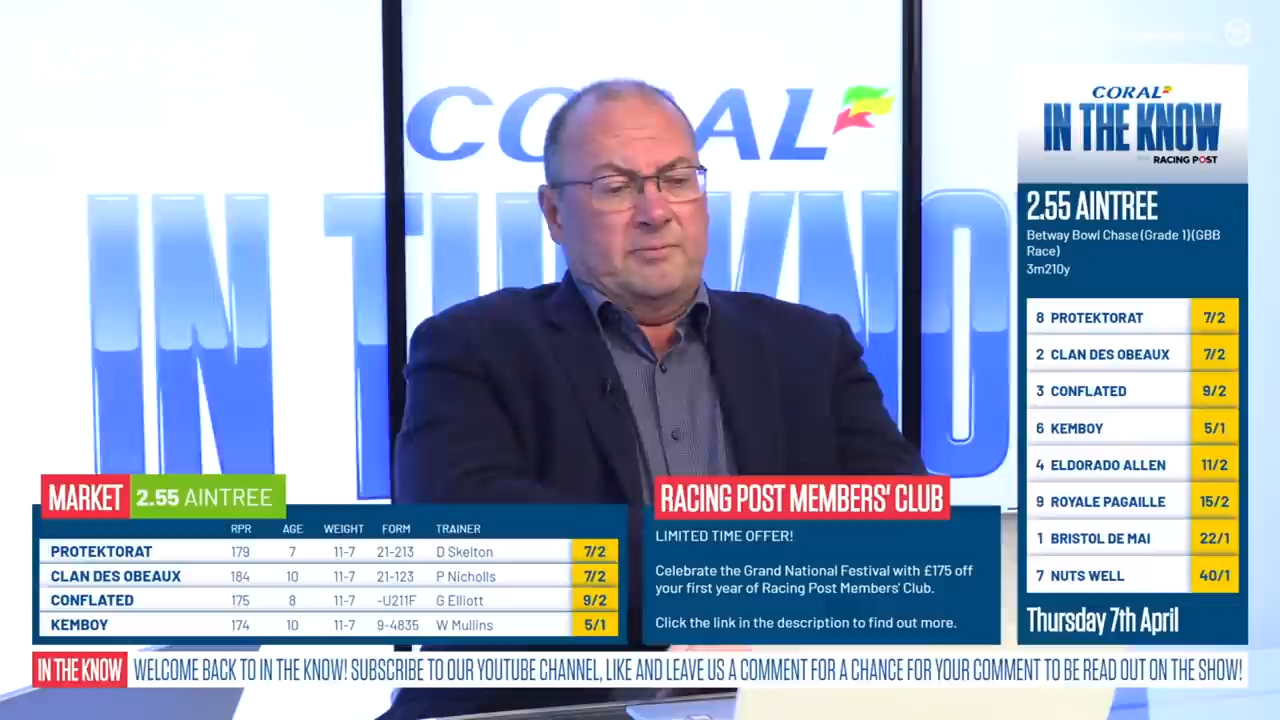 CORAL
IN THE KNOW
CORAL
IN THE KNOW
RACING POST
2.55 AINTREE
Betway Bowl Chase (Grade 1) (GBB
Race)
3m210y
8 PROTEKTORAT 7/2
2 CLAN DES OBEAUX 7/2
3 CONFLATED 9/2
6 KEMBOY 5/1
4 ELDORADO ALLEN 11/2
9 ROYALE PAGAILLE 15/2
1 BRISTOL DE MAI 22/1
7 NUTS WELL 40/1
Thursday 7th April
MARKET 2.55 AINTREE
RPR AGE WEIGHT FORM TRAINER
PROTEKTORAT 179 7 11-7 21-213 D Skelton 7/2
CLAN DES OBEAUX 184 10 11-7 21-123 P Nicholls 7/2
CONFLATED 175 8 11-7 -U211F G Elliott 9/2
KEMBOY 174 10 11-7 9-4835 W Mullins 5/1
RACING POST MEMBERS' CLUB
LIMITED TIME OFFER!
Celebrate the Grand National Festival with £175 off
your first year of Racing Post Members' Club.
Click the link in the description to find out more.
IN THE KNOW WELCOME BACK TO IN THE KNOW! SUBSCRIBE TO OUR YOUTUBE CHANNEL, LIKE AND LEAVE US A COMMENT FOR A CHANCE FOR YOUR COMMENT TO BE READ OUT ON THE SHOW!